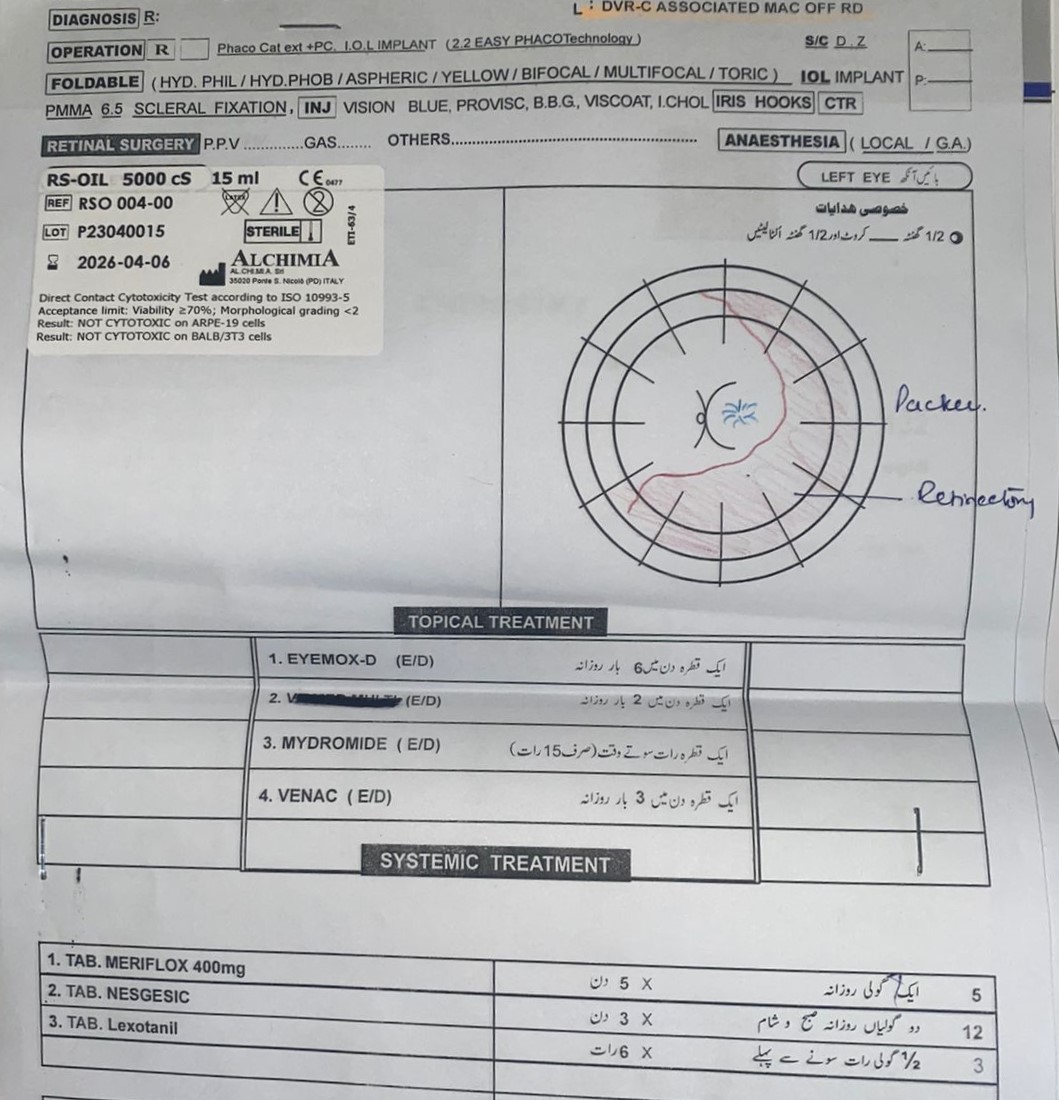 DIAGNOSIS R: L : DVR-C ASSOCIATED MAC OFF RD
OPERATION R Phaco Cat ext +PC. I.O.L IMPLANT (2.2 EASY PHACOTechnology) S/C D . Z A:
FOLDABLE ( HYD. PHIL / HYD.PHOB / ASPHERIC / YELLOW / BIFOCAL / MULTIFOCAL / TORIC ) IOL IMPLANT P:
PMMA 6.5 SCLERAL FIXATION, INJ VISION BLUE, PROVISC, B.B.G, VISCOAT, I.CHOL IRIS HOOKS CTR
RETINAL SURGERY P.P.V .............GAS........ OTHERS.................................................. ANAESTHESIA ( LOCAL / G.A.)
RS-OIL 5000 cS 15 ml CE 0477
REF RSO 004-00
LATEX
2
LOT P23040015
STERILE
ETI-63/4
2026-04-06
ALCHIMIA
AL.CHI.MI.A. Srl
35020 Ponte S. Nicolò (PD) ITALY
Direct Contact Cytotoxicity Test according to ISO 10993-5
Acceptance limit: Viability ≥70%; Morphological grading <2
Result: NOT CYTOTOXIC on ARPE-19 cells
Result: NOT CYTOTOXIC on BALB/3T3 cells
LEFT EYE بائیں آنکھ
خصوصی ھدایات
1/2 گھنٹہ ____ کروٹ اور 1/2 گھنٹہ الٹا لیٹیں
Retinectomy
TOPICAL TREATMENT
1. EYEMOX-D (E/D) ایک قطرہ دن میں 6 بار روزانہ
2. (E/D) ایک قطرہ دن میں 2 بار روزانہ
3. MYDROMIDE ( E/D) ایک قطرہ رات سوتے وقت (صرف 15 رات)
4. VENAC ( E/D) ایک قطرہ دن میں 3 بار روزانہ
SYSTEMIC TREATMENT
1. TAB. MERIFLOX 400mg ایک گولی روزانہ X 5 دن 5
2. TAB. NESGESIC دو گولیاں روزانہ صبح و شام X 3 دن 12
3. TAB. Lexotanil 1/2 گولی رات سونے سے پہلے X 6 رات 3